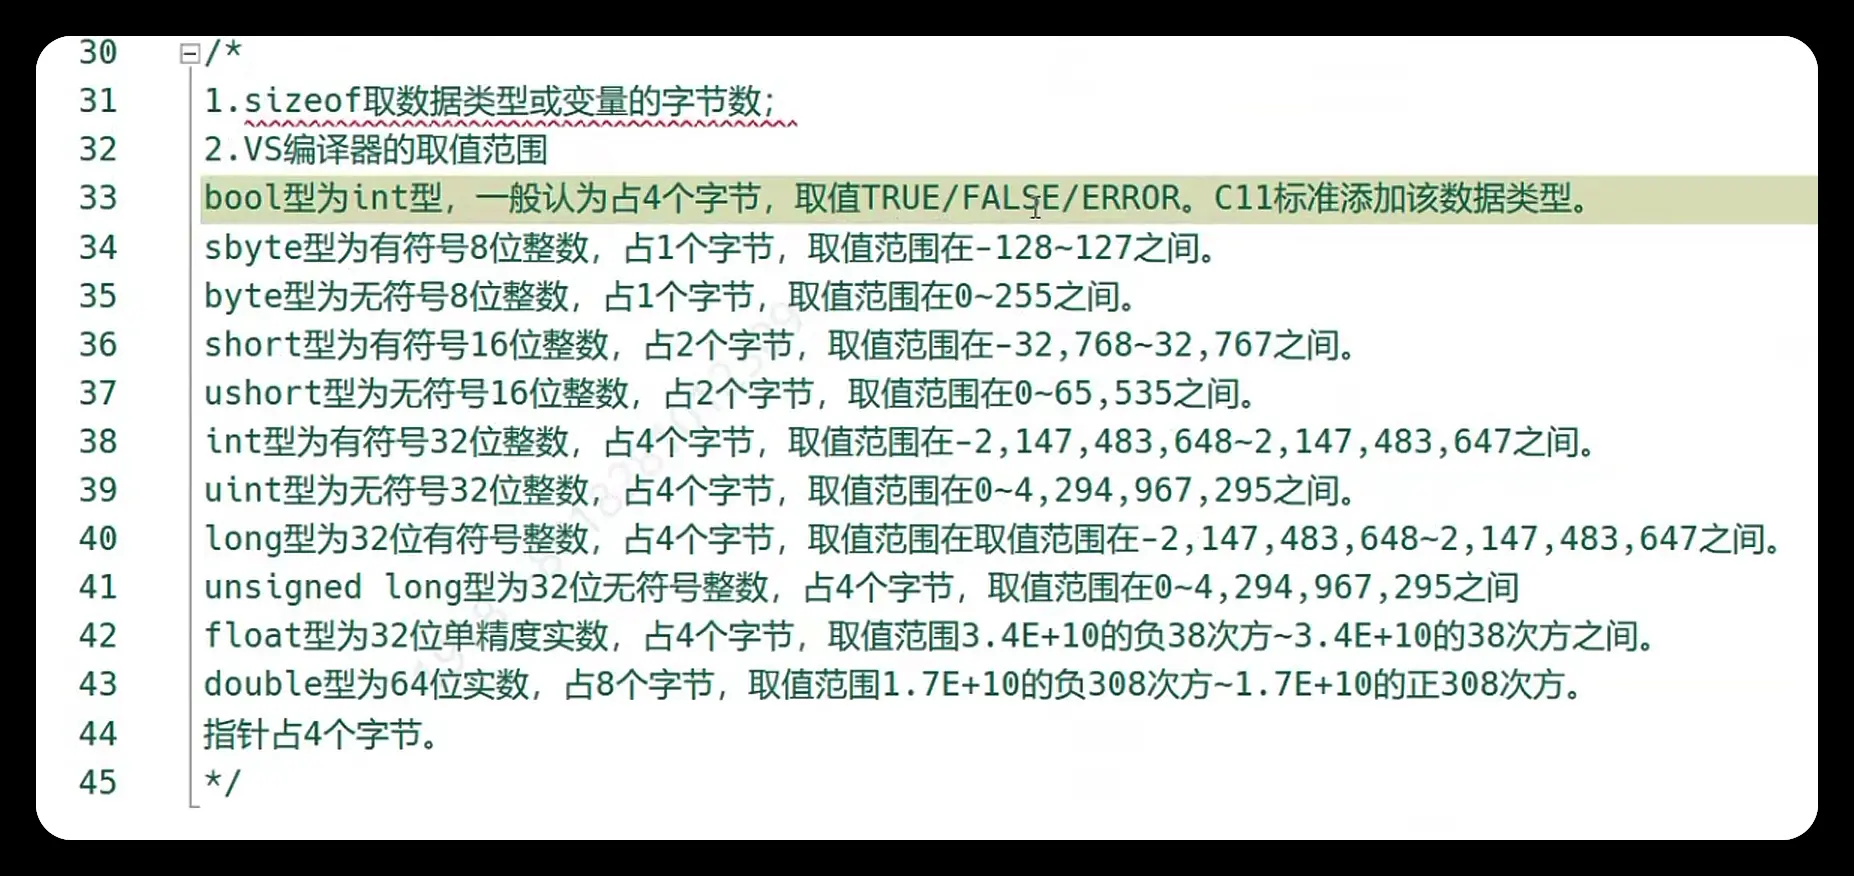 30 /*
31 1.sizeof取数据类型或变量的字节数;
32 2.VS编译器的取值范围
33 bool型为int型，一般认为占4个字节，取值TRUE/FALSE/ERROR。C11标准添加该数据类型。
34 sbyte型为有符号8位整数，占1个字节，取值范围在-128~127之间。
35 byte型为无符号8位整数，占1个字节，取值范围在0~255之间。
36 short型为有符号16位整数，占2个字节，取值范围在-32,768~32,767之间。
37 ushort型为无符号16位整数，占2个字节，取值范围在0~65,535之间。
38 int型为有符号32位整数，占4个字节，取值范围在-2,147,483,648~2,147,483,647之间。
39 uint型为无符号32位整数，占4个字节，取值范围在0~4,294,967,295之间。
40 long型为32位有符号整数，占4个字节，取值范围在取值范围在-2,147,483,648~2,147,483,647之间。
41 unsigned long型为32位无符号整数，占4个字节，取值范围在0~4,294,967,295之间
42 float型为32位单精度实数，占4个字节，取值范围3.4E+10的负38次方~3.4E+10的38次方之间。
43 double型为64位实数，占8个字节，取值范围1.7E+10的负308次方~1.7E+10的正308次方。
44 指针占4个字节。
45 */